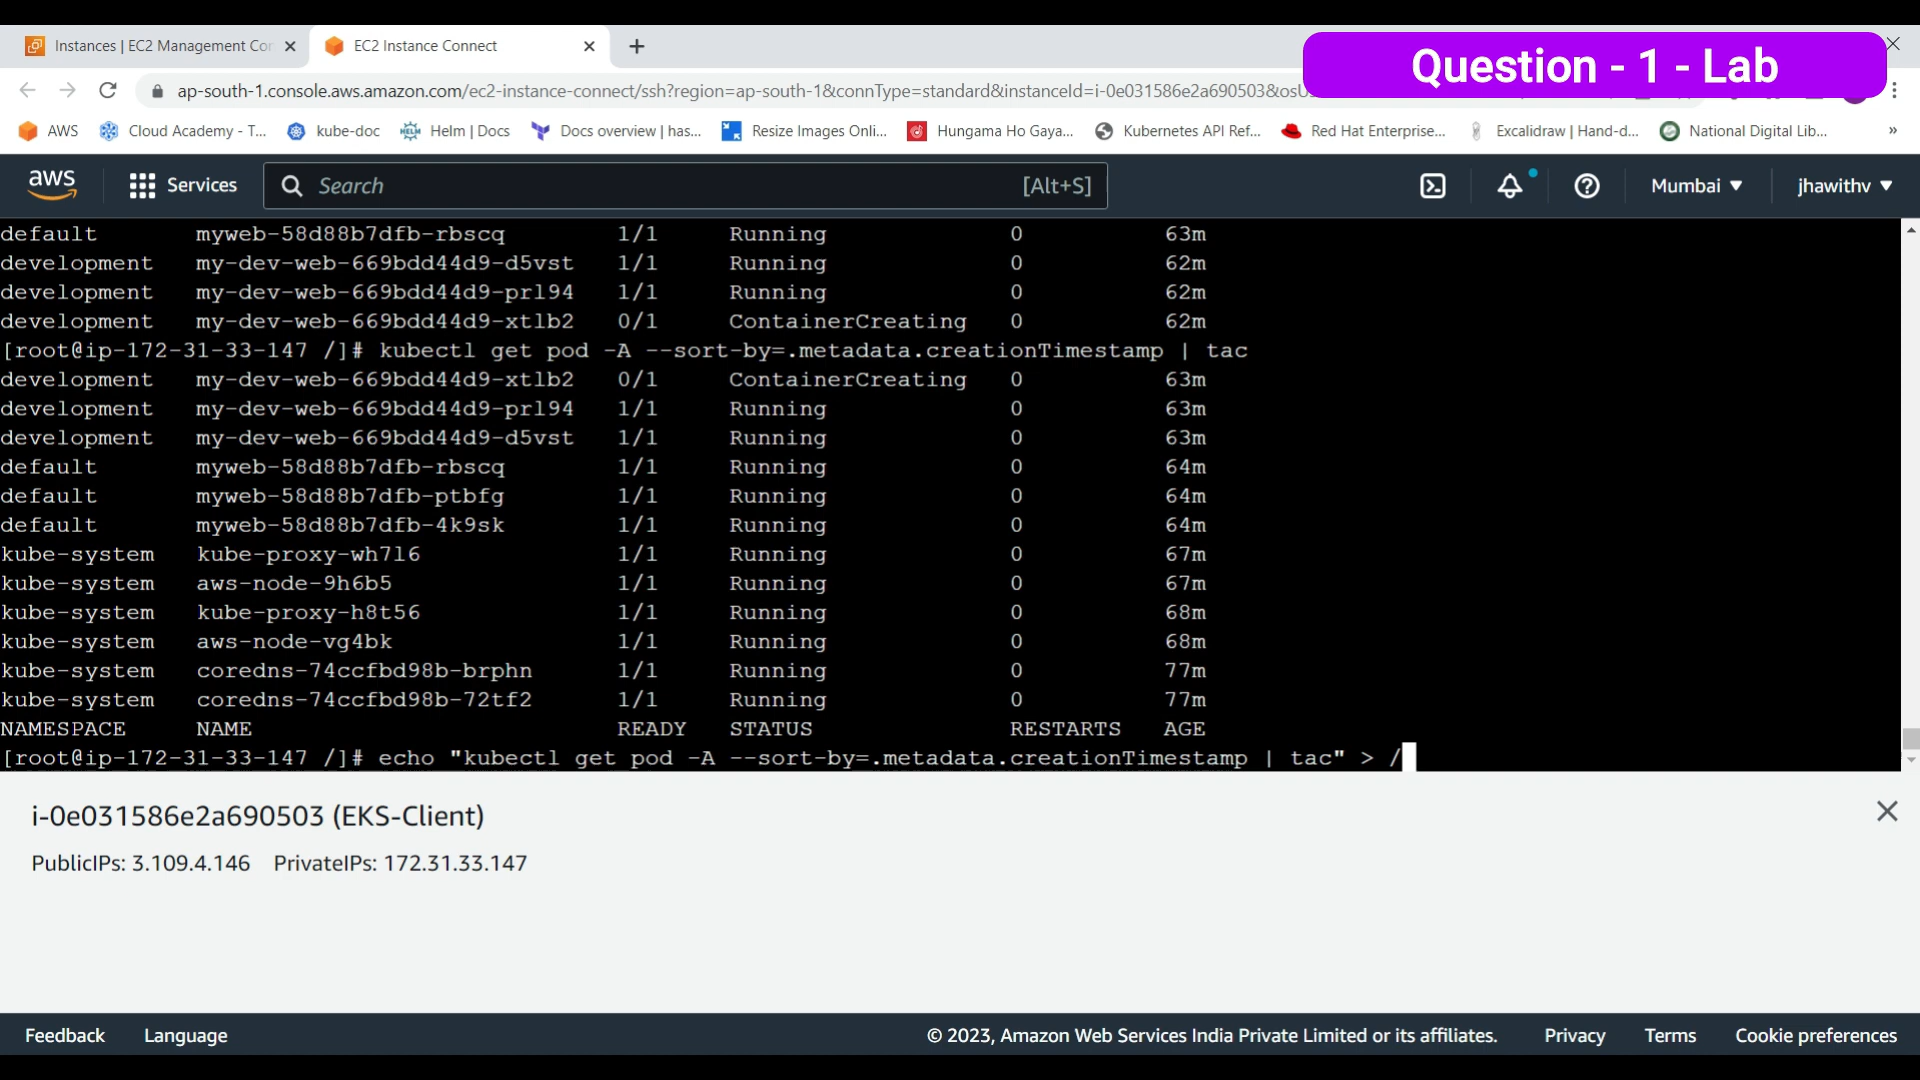 Instances | EC2 Management Cor
EC2 Instance Connect
Question - 1 - Lab
ap-south-1.console.aws.amazon.com/ec2-instance-connect/ssh?region=ap-south-1&connType=standard&instanceId=i-0e031586e2a690503&osU
AWS
Cloud Academy - T...
kube-doc
HELM
Helm | Docs
Docs overview | has...
Resize Images Onli...
Hungama Ho Gaya...
Kubernetes API Ref...
Red Hat Enterprise...
Excalidraw | Hand-d...
National Digital Lib...
aws
Services
Search
[Alt+S]
Mumbai
jhawithv
default myweb-58d88b7dfb-rbscq 1/1 Running 0 63m
development my-dev-web-669bdd44d9-d5vst 1/1 Running 0 62m
development my-dev-web-669bdd44d9-prl94 1/1 Running 0 62m
development my-dev-web-669bdd44d9-xtlb2 0/1 ContainerCreating 0 62m
[root@ip-172-31-33-147 /]# kubectl get pod -A --sort-by=.metadata.creationTimestamp | tac
development my-dev-web-669bdd44d9-xtlb2 0/1 ContainerCreating 0 63m
development my-dev-web-669bdd44d9-prl94 1/1 Running 0 63m
development my-dev-web-669bdd44d9-d5vst 1/1 Running 0 63m
default myweb-58d88b7dfb-rbscq 1/1 Running 0 64m
default myweb-58d88b7dfb-ptbfg 1/1 Running 0 64m
default myweb-58d88b7dfb-4k9sk 1/1 Running 0 64m
kube-system kube-proxy-wh7l6 1/1 Running 0 67m
kube-system aws-node-9h6b5 1/1 Running 0 67m
kube-system kube-proxy-h8t56 1/1 Running 0 68m
kube-system aws-node-vg4bk 1/1 Running 0 68m
kube-system coredns-74ccfbd98b-brphn 1/1 Running 0 77m
kube-system coredns-74ccfbd98b-72tf2 1/1 Running 0 77m
NAMESPACE NAME READY STATUS RESTARTS AGE
[root@ip-172-31-33-147 /]# echo "kubectl get pod -A --sort-by=.metadata.creationTimestamp | tac" > /
i-0e031586e2a690503 (EKS-Client)
PublicIPs: 3.109.4.146 PrivateIPs: 172.31.33.147
Feedback
Language
© 2023, Amazon Web Services India Private Limited or its affiliates.
Privacy
Terms
Cookie preferences